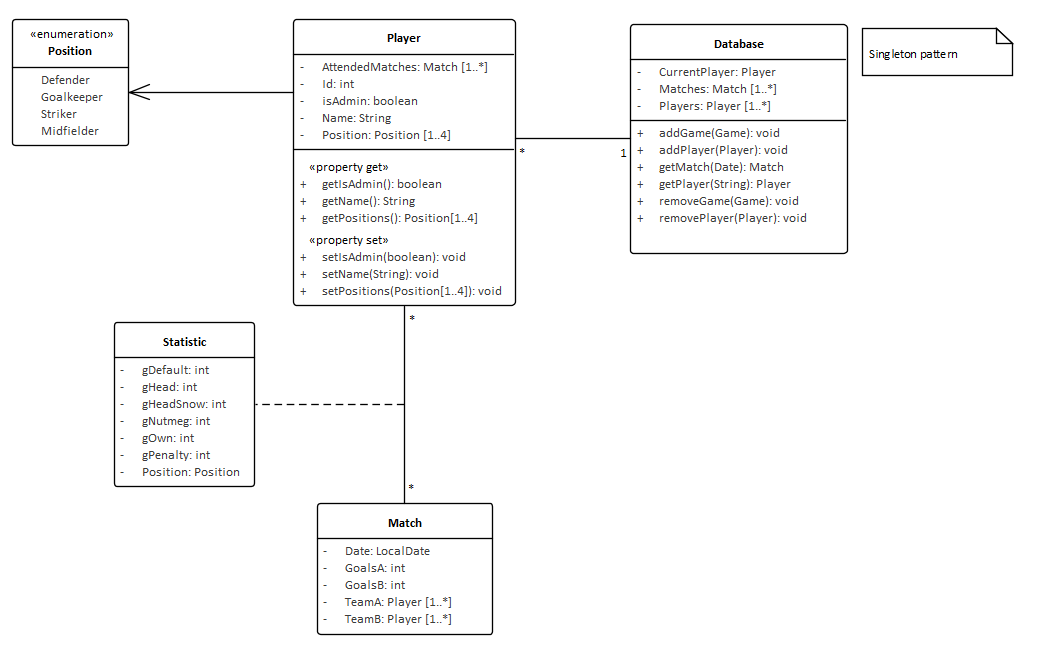 «enumeration»
Position
Defender
Goalkeeper
Striker
Midfielder
Player
- AttendedMatches: Match [1..*]
- Id: int
- isAdmin: boolean
- Name: String
- Position: Position [1..4]
«property get»
+ getIsAdmin(): boolean
+ getName(): String
+ getPositions(): Position[1..4]
«property set»
+ setIsAdmin(boolean): void
+ setName(String): void
+ setPositions(Position[1..4]): void
Database
- CurrentPlayer: Player
- Matches: Match [1..*]
- Players: Player [1..*]
+ addGame(Game): void
+ addPlayer(Player): void
+ getMatch(Date): Match
+ getPlayer(String): Player
+ removeGame(Game): void
+ removePlayer(Player): void
Singleton pattern
*
1
*
Statistic
- gDefault: int
- gHead: int
- gHeadSnow: int
- gNutmeg: int
- gOwn: int
- gPenalty: int
- Position: Position
*
Match
- Date: LocalDate
- GoalsA: int
- GoalsB: int
- TeamA: Player [1..*]
- TeamB: Player [1..*]